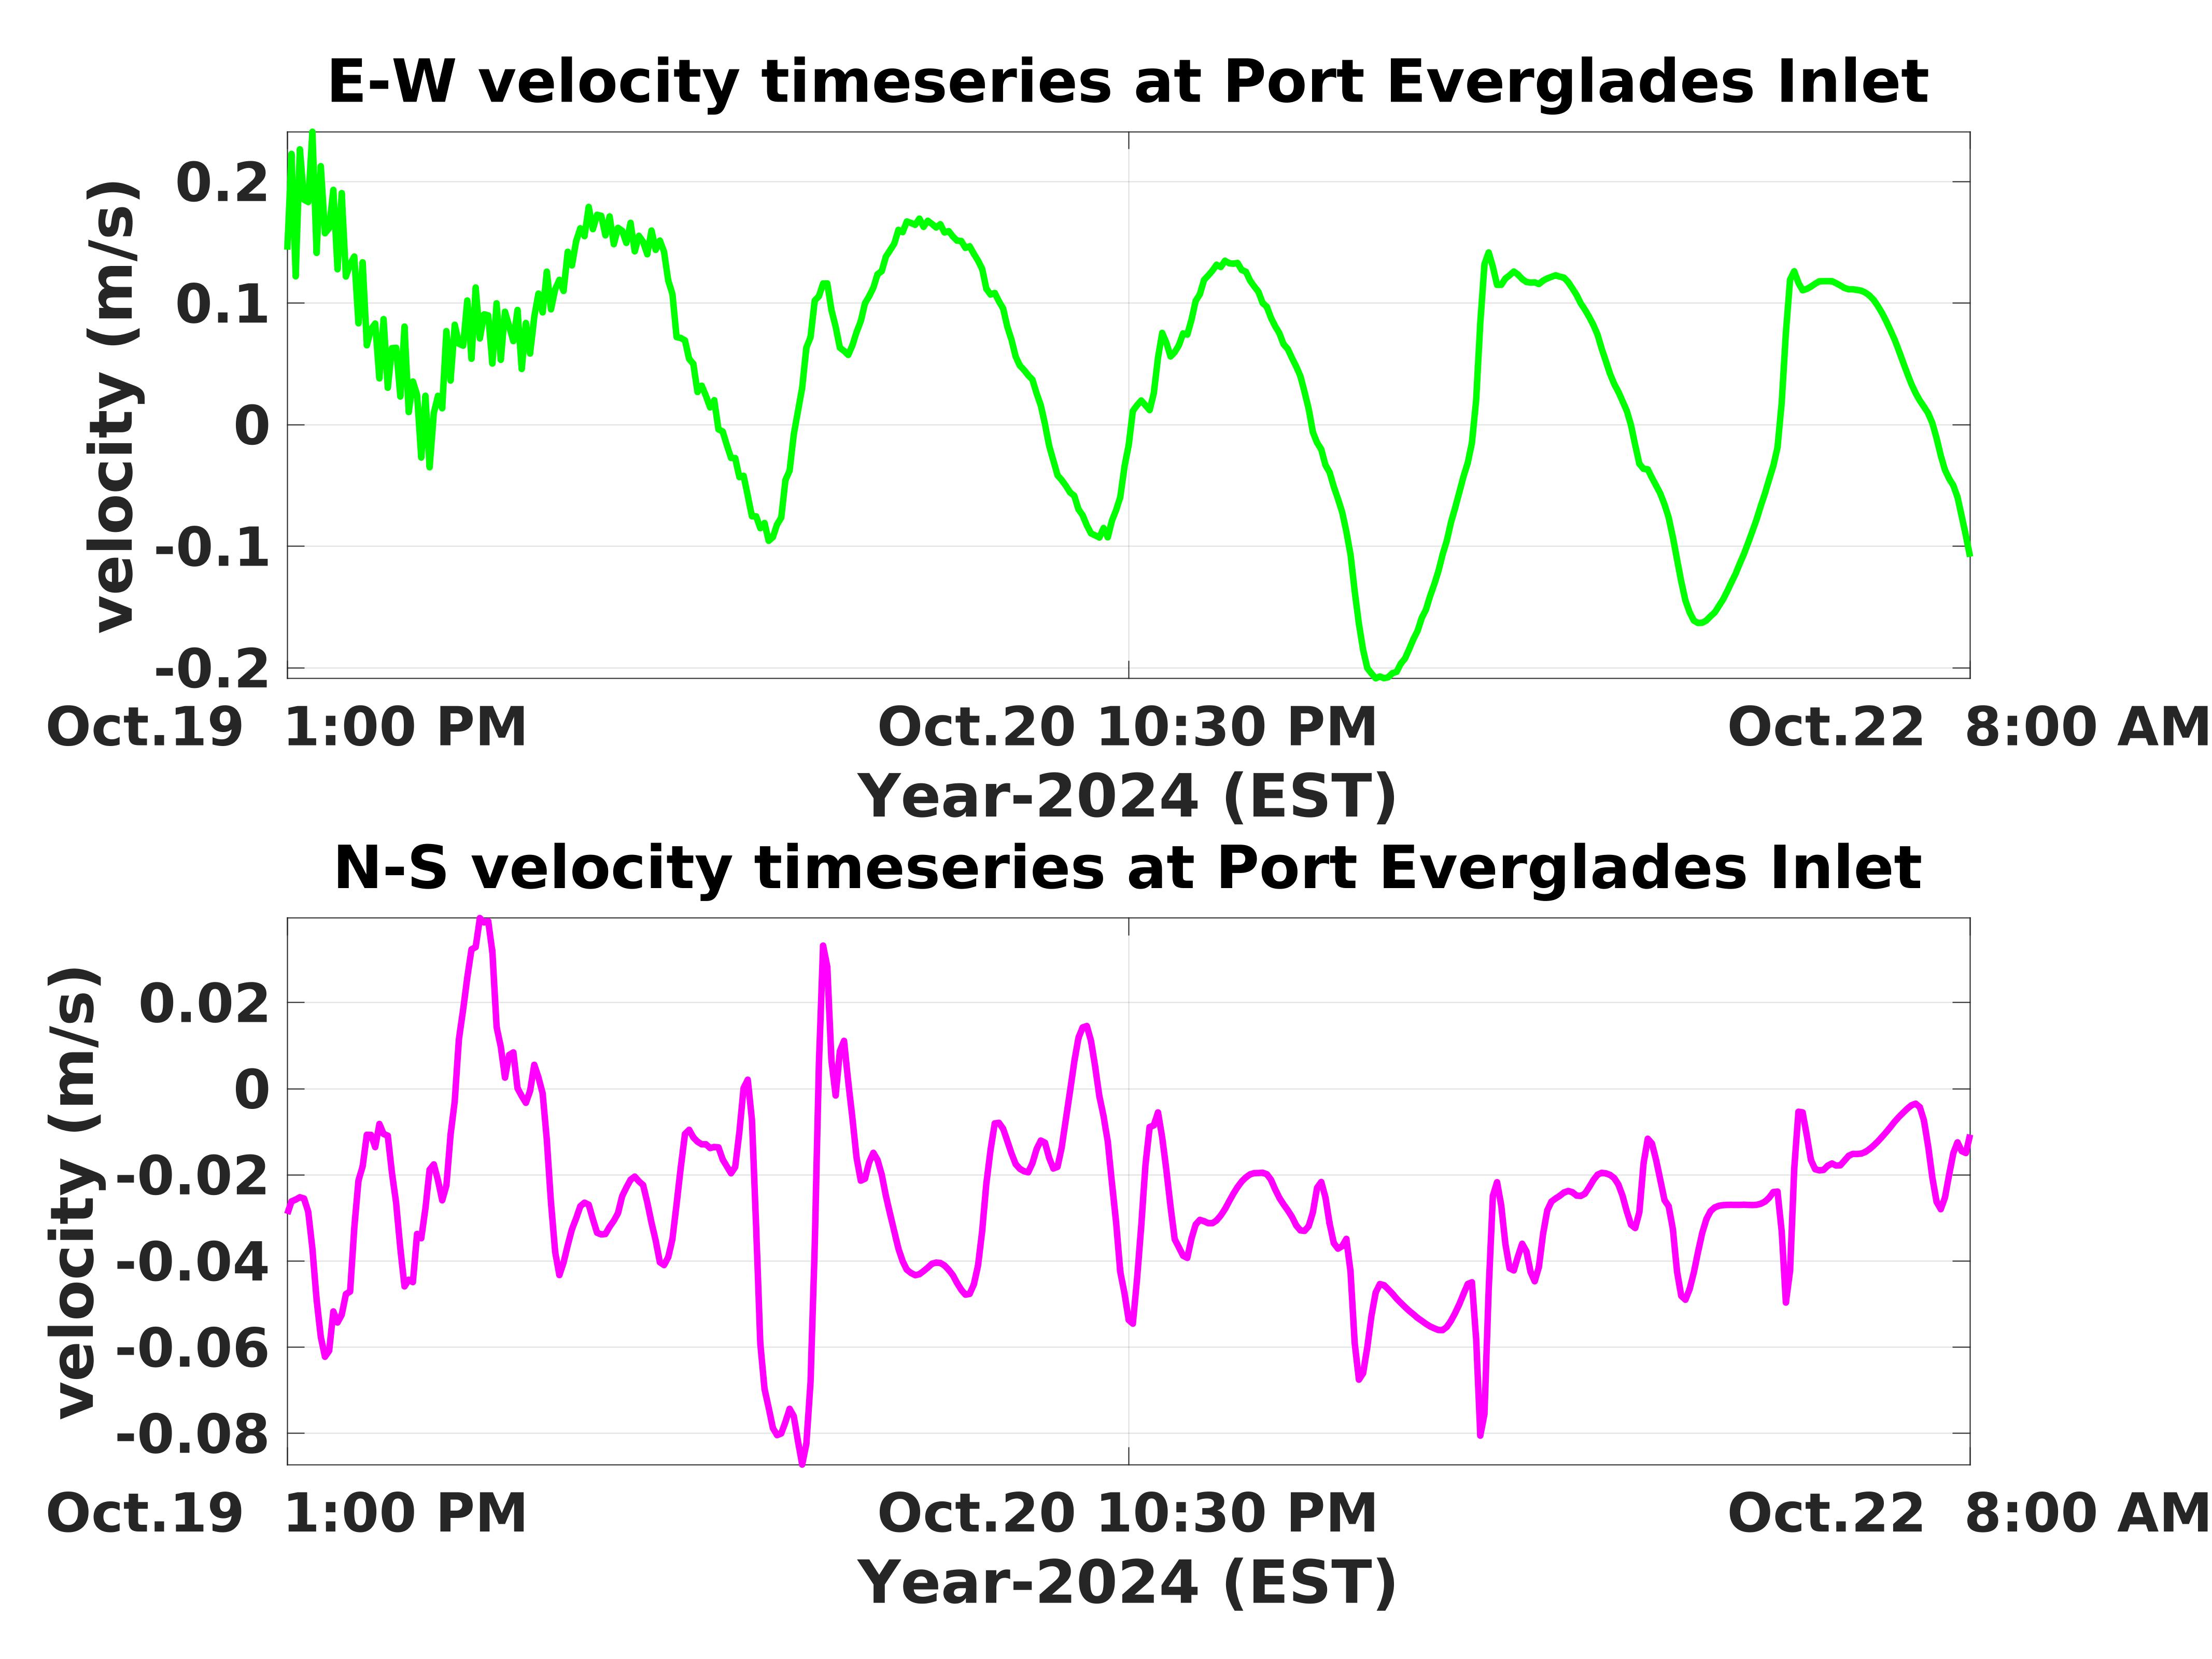 E-W velocity timeseries at Port Everglades Inlet
velocity (m/s)
0.2
0.1
0
-0.1
-0.2
Oct.19 1:00 PM Oct.20 10:30 PM Oct.22 8:00 AM
Year-2024 (EST)
N-S velocity timeseries at Port Everglades Inlet
velocity (m/s)
0.02
0
-0.02
-0.04
-0.06
-0.08
Oct.19 1:00 PM Oct.20 10:30 PM Oct.22 8:00 AM
Year-2024 (EST)